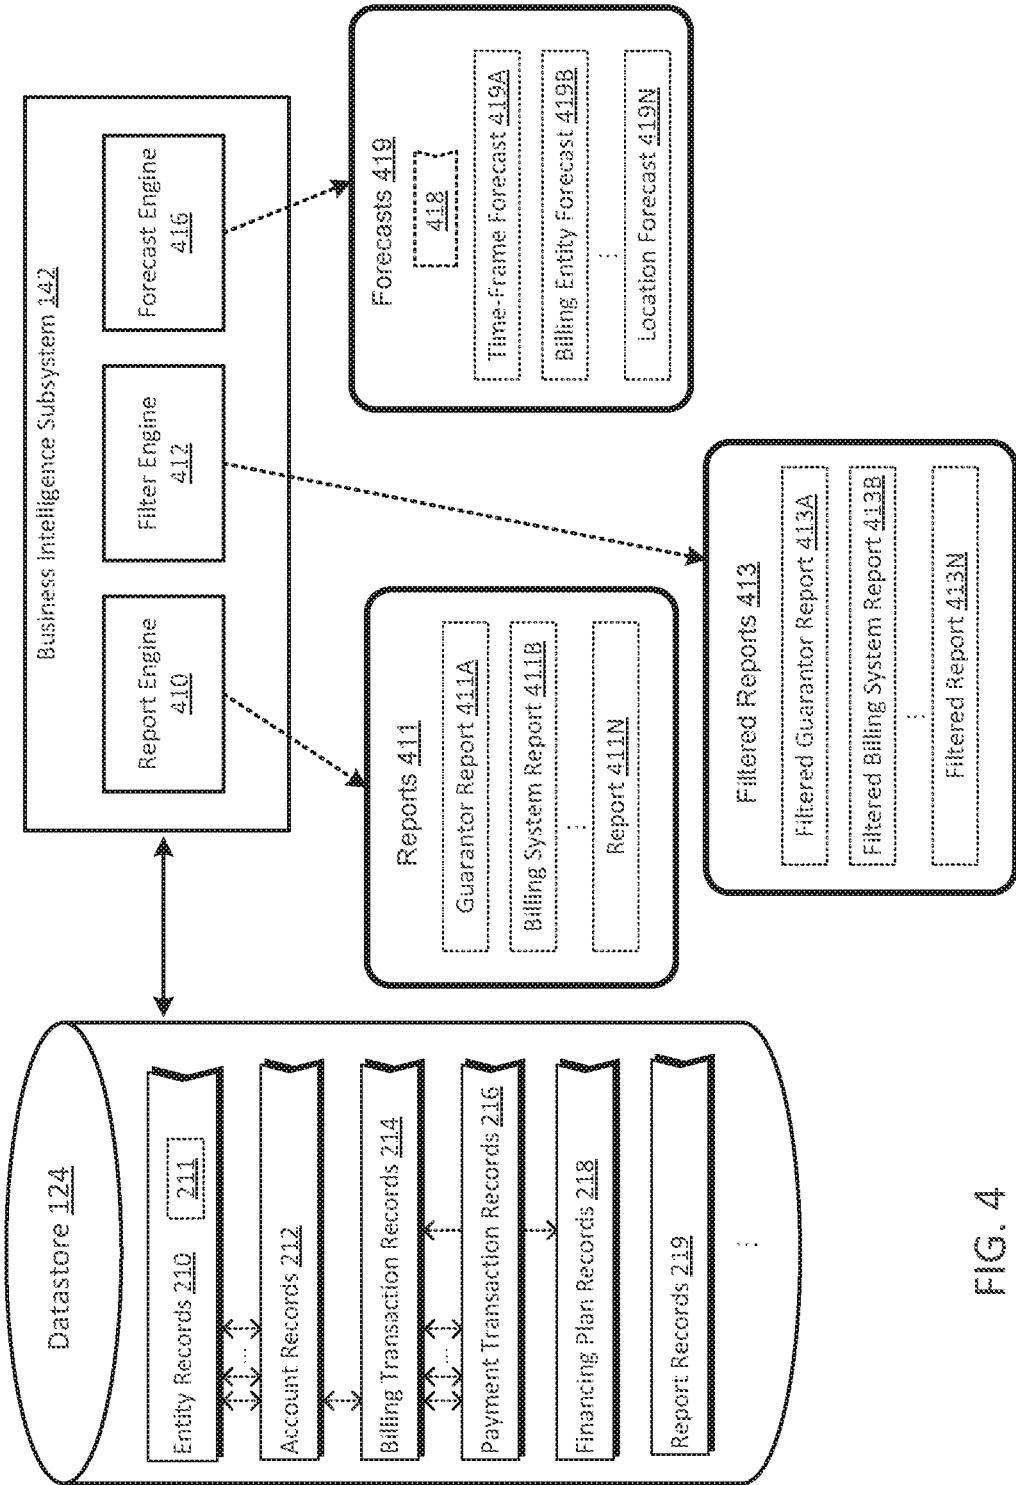 Datastore 124
Entity Records 210
211
Account Records 212
Billing Transaction Records 214
Payment Transaction Records 216
Financing Plan Records 218
Report Records 219
Business Intelligence Subsystem 142
Report Engine
410
Filter Engine
412
Forecast Engine
416
Reports 411
Guarantor Report 411A
Billing System Report 411B
Report 411N
Filtered Reports 413
Filtered Guarantor Report 413A
Filtered Billing System Report 413B
Filtered Report 413N
Forecasts 419
418
Time-Frame Forecast 419A
Billing Entity Forecast 419B
Location Forecast 419N
FIG. 4